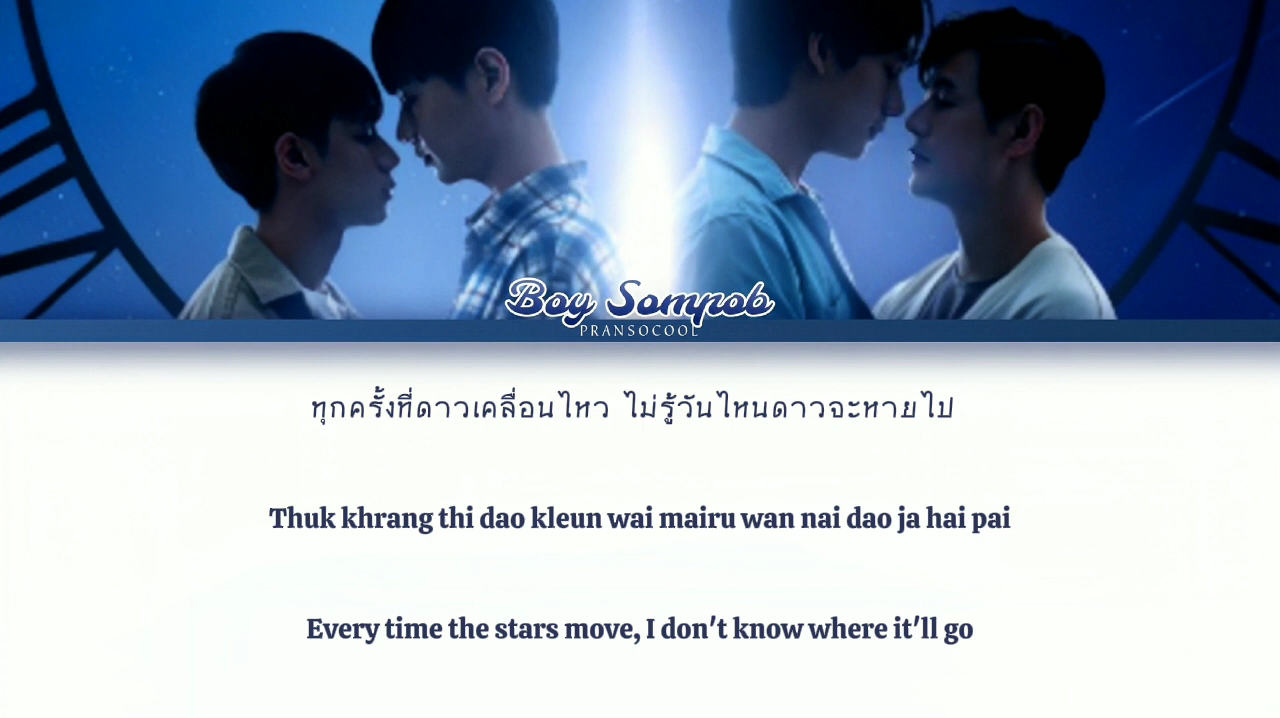 Boy Sompob
PRANSOCOOL
ทุกครั้งที่ดาวเคลื่อนไหว ไม่รู้วันไหนดาวจะหายไป
Thuk khrang thi dao kleun wai mairu wan nai dao ja hai pai
Every time the stars move, I don't know where it'll go